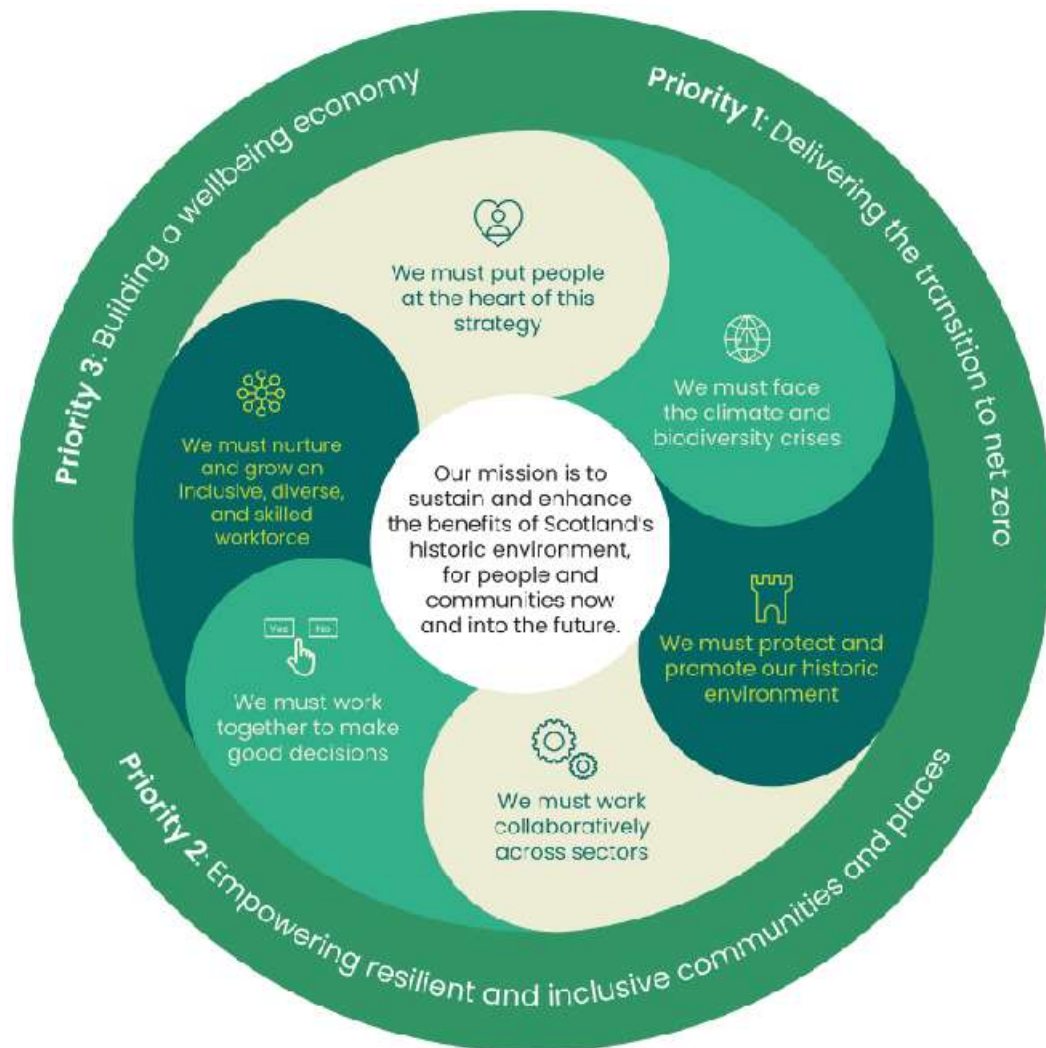 Priority 1: Delivering the transition to net zero
Priority 2: Empowering resilient and inclusive communities and places
Priority 3: Building a wellbeing economy
We must put people
at the heart of this
strategy
We must face
the climate and
biodiversity crises
We must protect and
promote our historic
environment
We must work
collaboratively
across sectors
Yes
No
We must work
together to make
good decisions
We must nurture
and grow an
inclusive, diverse,
and skilled
workforce
Our mission is to
sustain and enhance
the benefits of Scotland's
historic environment,
for people and
communities now
and into the future.